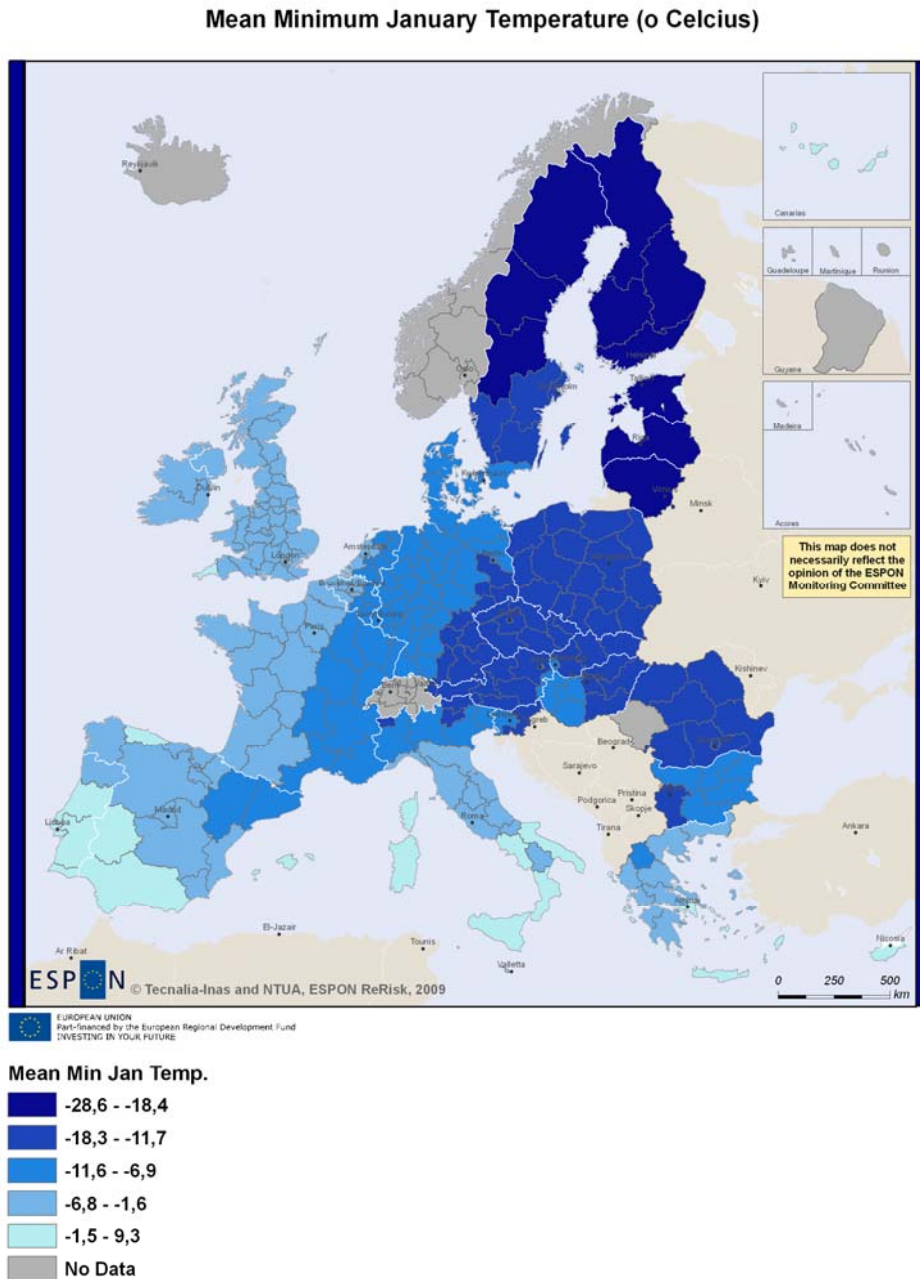 Mean Minimum January Temperature (o Celcius)
Reykjavik
Canarias
Guadeloupe
Martinique
Réunion
Guyane
Madeira
Acores
Oslo
Helsinki
Riga
Vilnius
Minsk
Dublin
London
Amsterdam
Paris
Kyiv
Kishinev
Bern
Beograd
Sarajevo
Podgorica
Pristina
Skopje
Tirana
Ankara
Lisboa
Madrid
Roma
Nicosia
El-Jazair
Tounis
Ar Ribat
Valletta
This map does not
necessarily reflect the
opinion of the ESPON
Monitoring Committee
ESPON
© Tecnalia-Inas and NTUA, ESPON ReRisk, 2009
0 250 500
km
EUROPEAN UNION
Part-financed by the European Regional Development Fund
INVESTING IN YOUR FUTURE
Mean Min Jan Temp.
-28,6 - -18,4
-18,3 - -11,7
-11,6 - -6,9
-6,8 - -1,6
-1,5 - 9,3
No Data